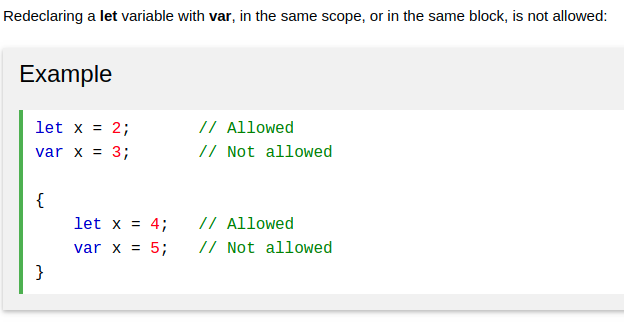 Redeclaring a let variable with var, in the same scope, or in the same block, is not allowed:
Example
let x = 2;       // Allowed
var x = 3;       // Not allowed
{
    let x = 4;   // Allowed
    var x = 5;   // Not allowed
}